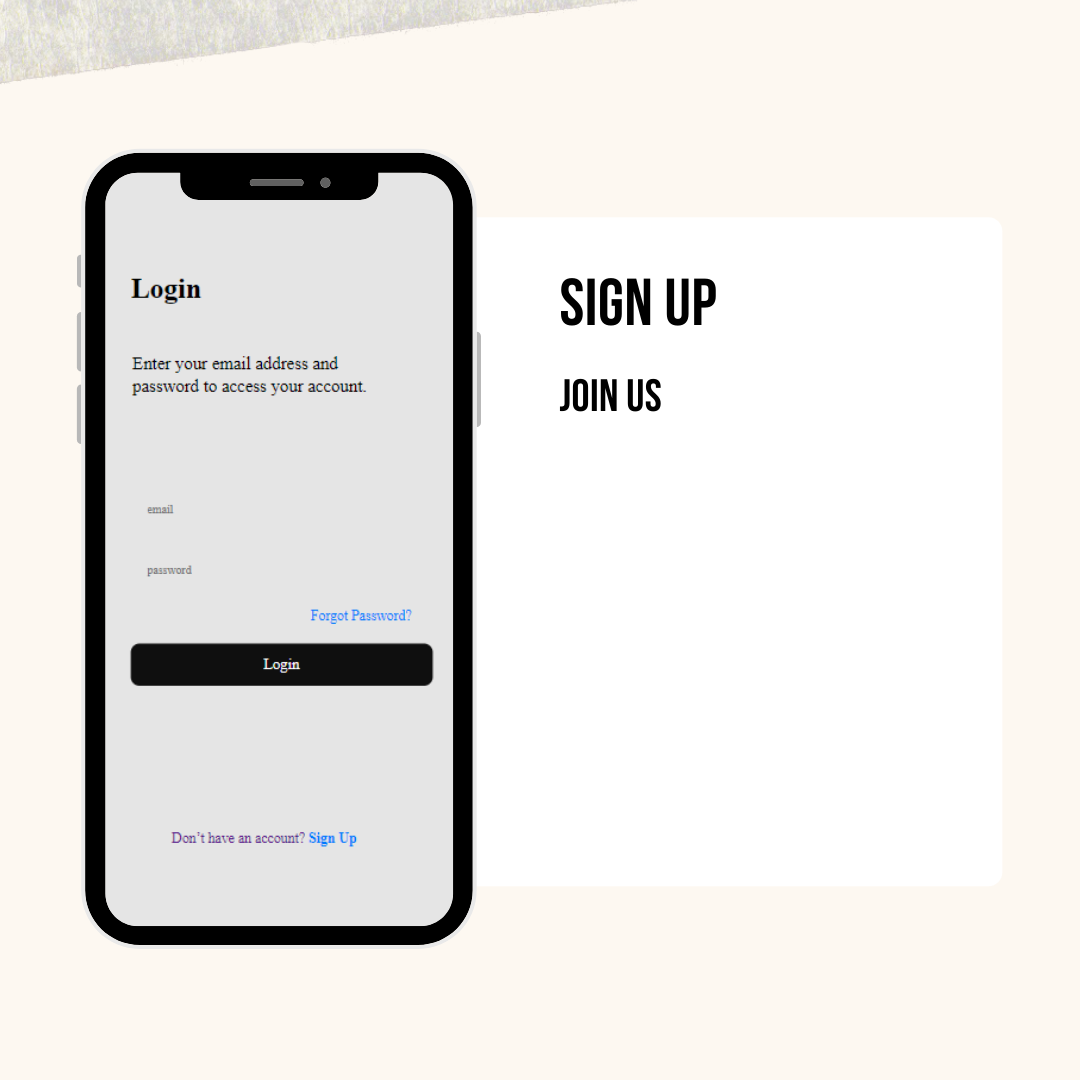 Login
Enter your email address and
password to access your account.
email
password
Forgot Password?
Login
Don’t have an account? Sign Up
SIGN UP
JOIN US